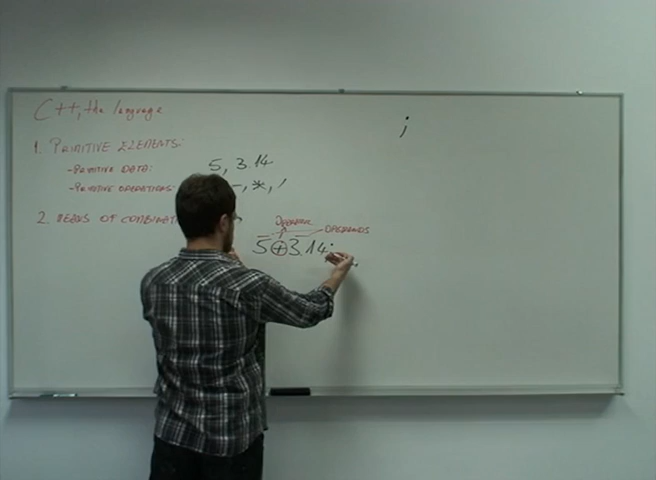 C++, the language
;
1. PRIMITIVE ELEMENTS:
-PRIMITIVE DATA: 5, 3.14
-PRIMITIVE OPERATIONS: -, *, /
2. MEANS OF
OPERATOR
OPERANDS
5+3.14;